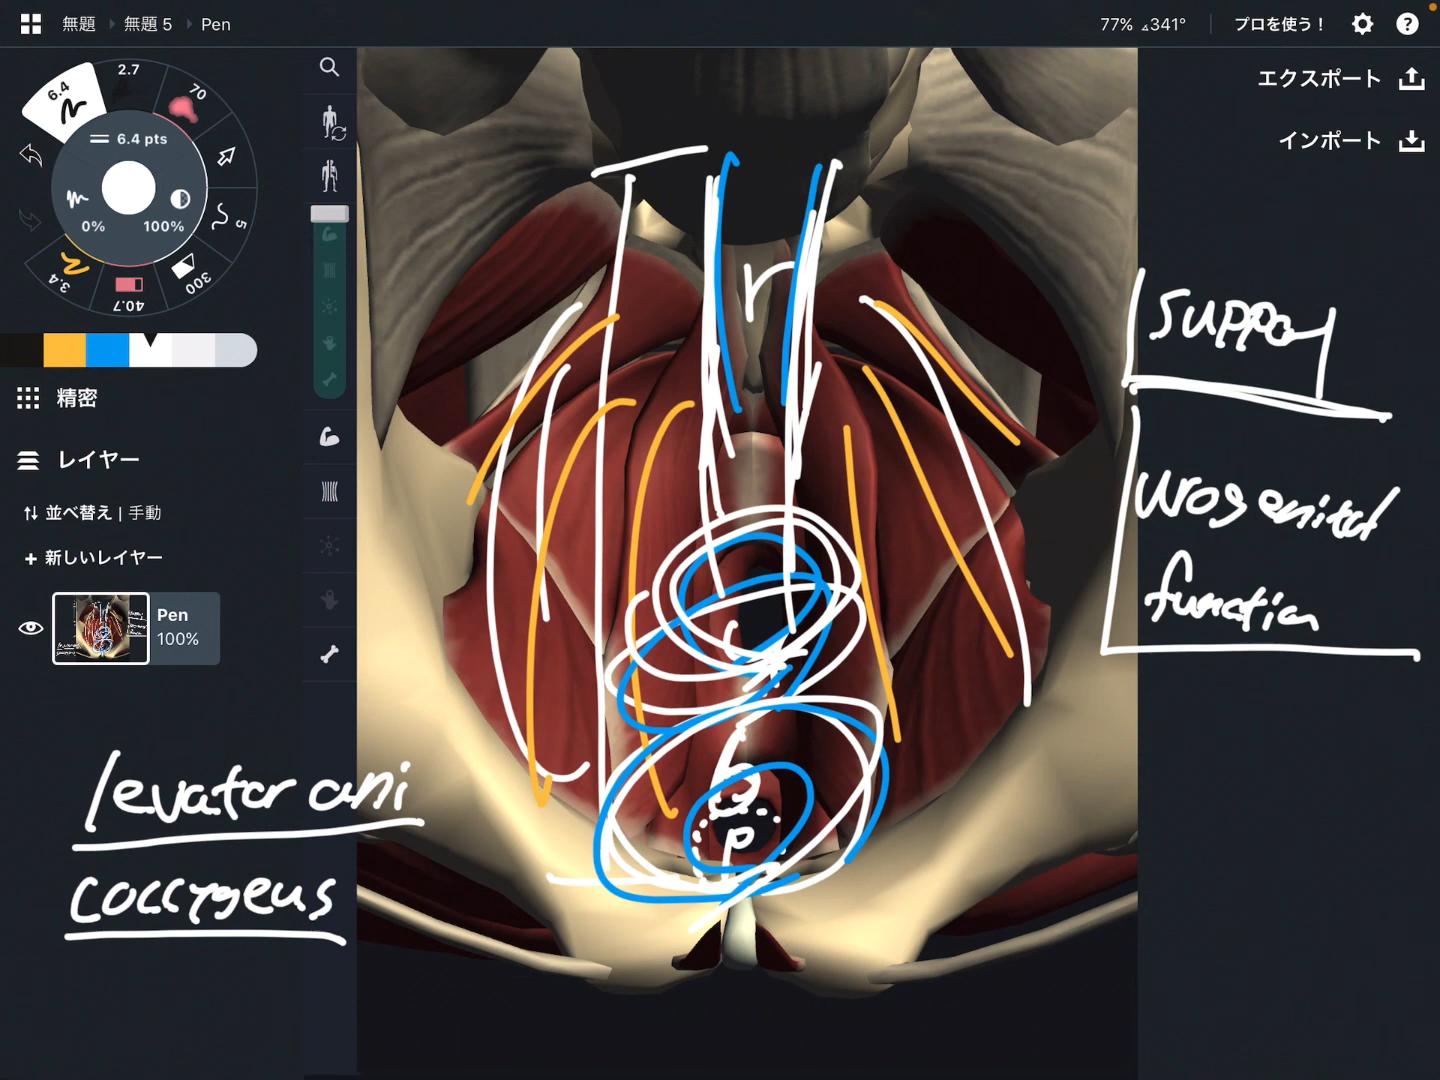 無題 無題 5 Pen
77% ⊿341° プロを使う！
エクスポート
インポート
6.4
2.7
70
5
300
40.7
3.4
6.4 pts
0% 100%
精密
レイヤー
並べ替え | 手動
+ 新しいレイヤー
Pen
100%
r
b
p
support
urogenital
function
levator ani
coccygeus